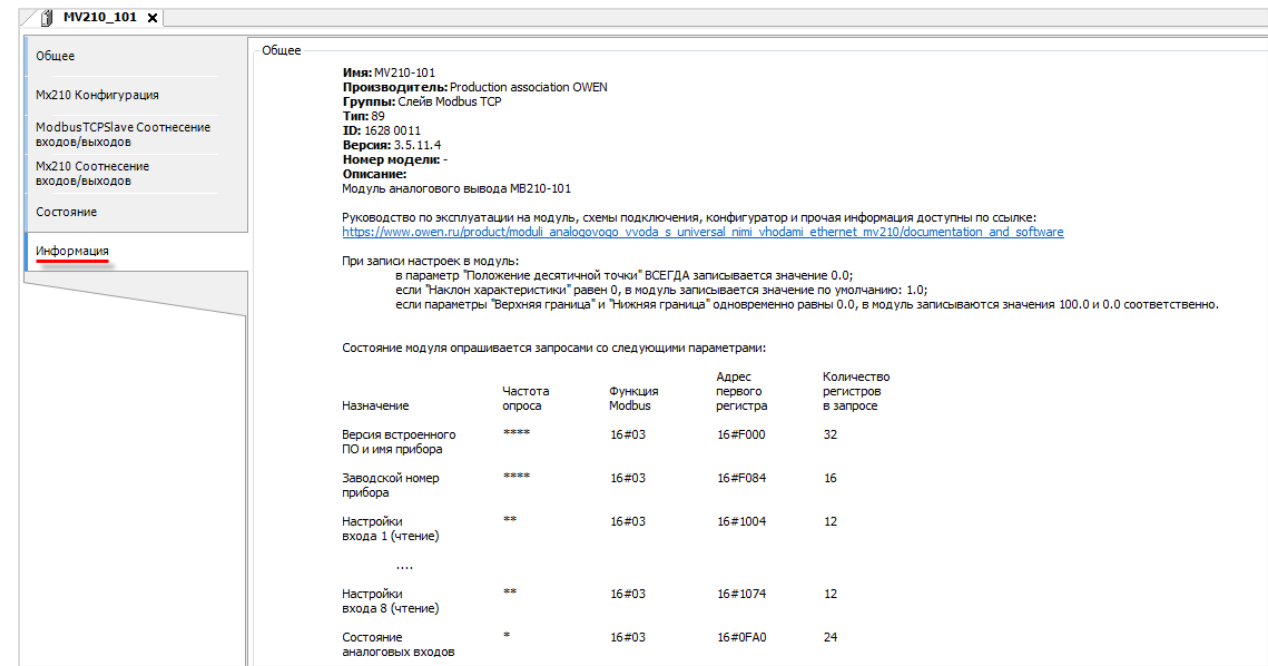 MV210_101 x
Общее
Mx210 Конфигурация
ModbusTCPSlave Соотнесение
входов/выходов
Mx210 Соотнесение
входов/выходов
Состояние
Информация
Общее
Имя: MV210-101
Производитель: Production association OWEN
Группы: Слейв Modbus TCP
Тип: 89
ID: 1628 0011
Версия: 3.5.11.4
Номер модели: -
Описание:
Модуль аналогового вывода МВ210-101
Руководство по эксплуатации на модуль, схемы подключения, конфигуратор и прочая информация доступны по ссылке:
https://www.owen.ru/product/moduli_analogovogo_vvoda_s_universal_nimi_vhodami_ethernet_mv210/documentation_and_software
При записи настроек в модуль:
в параметр "Положение десятичной точки" ВСЕГДА записывается значение 0.0;
если "Наклон характеристики" равен 0, в модуль записывается значение по умолчанию: 1.0;
если параметры "Верхняя граница" и "Нижняя граница" одновременно равны 0.0, в модуль записываются значения 100.0 и 0.0 соответственно.
Состояние модуля опрашивается запросами со следующими параметрами:
Адрес Количество
Частота Функция первого регистров
Назначение опроса Modbus регистра в запросе
Версия встроенного **** 16#03 16#F000 32
ПО и имя прибора
Заводской номер **** 16#03 16#F084 16
прибора
Настройки ** 16#03 16#1004 12
входа 1 (чтение)
....
Настройки ** 16#03 16#1074 12
входа 8 (чтение)
Состояние * 16#03 16#0FA0 24
аналоговых входов